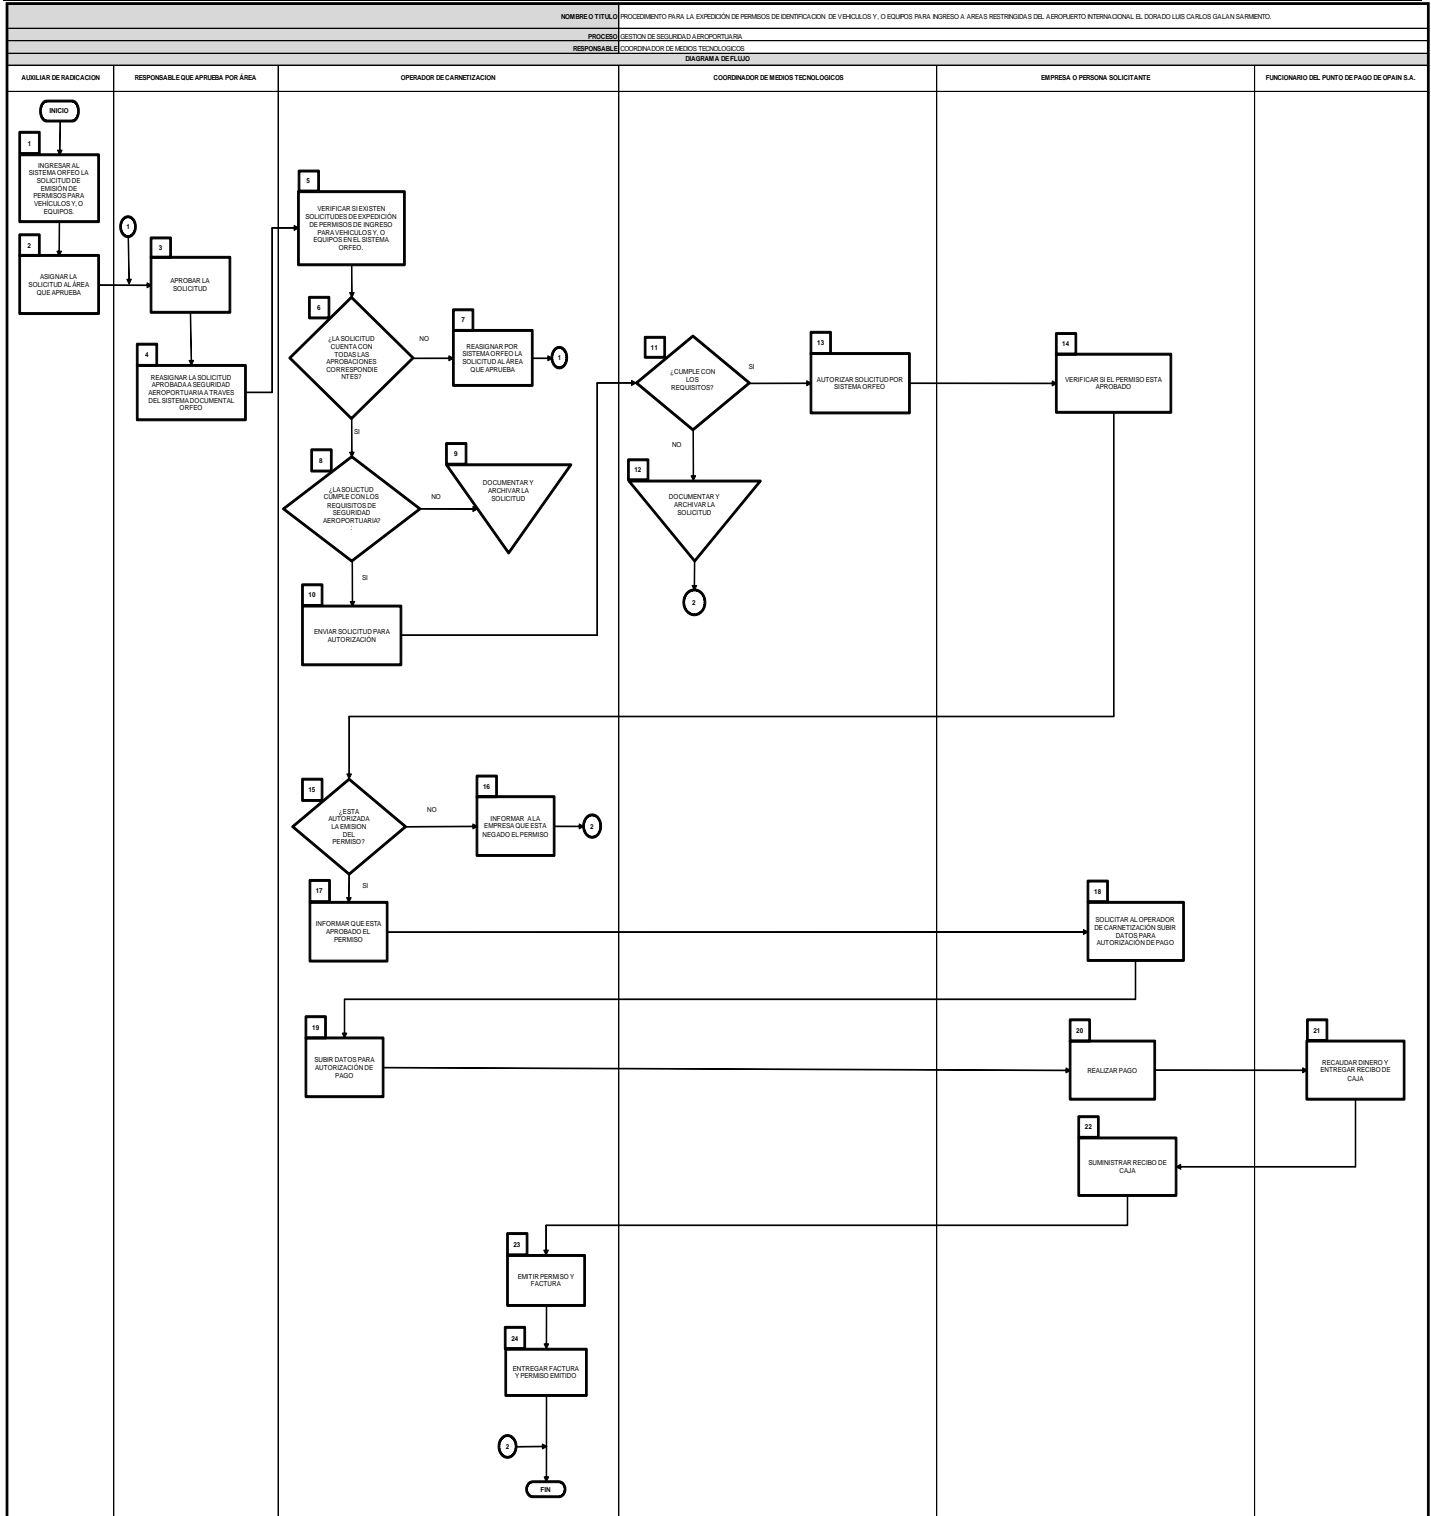 NOMBRE O TITULO PROCEDIMIENTO PARA LA EXPEDICIÓN DE PERMISOS DE IDENTIFICACION DE VEHICULOS Y, O EQUIPOS PARA INGRESO A AREAS RESTRINGIDAS DEL AEROPUERTO INTERNACIONAL EL DORADO LUIS CARLOS GALAN SARMIENTO.
PROCESO GESTION DE SEGURIDAD AEROPORTUARIA
RESPONSABLE COORDINADOR DE MEDIOS TECNOLOGICOS
DIAGRAMA DE FLUJO
AUXILIAR DE RADICACION
RESPONSABLE QUE APRUEBA POR ÁREA
OPERADOR DE CARNETIZACION
COORDINADOR DE MEDIOS TECNOLOGICOS
EMPRESA O PERSONA SOLICITANTE
FUNCIONARIO DEL PUNTO DE PAGO DE OPAIN S.A.
INICIO
1
INGRESAR AL
SISTEMA ORFEO LA
SOLICITUD DE
EMISIÓN DE
PERMISOS PARA
VEHÍCULOS Y, O
EQUIPOS.
2
ASIGNAR LA
SOLICITUD AL ÁREA
QUE APRUEBA
1
3
APROBAR LA
SOLICITUD
4
REASIGNAR LA SOLICITUD
APROBADA A SEGURIDAD
AEROPORTUARIA A TRAVES
DEL SISTEMA DOCUMENTAL
ORFEO
5
VERIFICAR SI EXISTEN
SOLICITUDES DE EXPEDICIÓN
DE PERMISOS DE INGRESO
PARA VEHICULOS Y, O
EQUIPOS EN EL SISTEMA
ORFEO.
6
¿LA SOLICITUD
CUENTA CON
TODAS LAS
APROBACIONES
CORRESPONDIE
NTES?
NO
7
REASIGNAR POR
SISTEMA ORFEO LA
SOLICITUD AL ÁREA
QUE APRUEBA
1
SI
8
¿LA SOLICTUD
CUMPLE CON LOS
REQUISITOS DE
SEGURIDAD
AEROPORTUARIA?
:
NO
9
DOCUMENTAR Y
ARCHIVAR LA
SOLICITUD
SI
10
ENVIAR SOLICITUD PARA
AUTORIZACIÓN
11
¿CUMPLE CON
LOS
REQUISITOS?
SI
NO
12
DOCUMENTAR Y
ARCHIVAR LA
SOLICITUD
2
13
AUTORIZAR SOLICITUD POR
SISTEMA ORFEO
14
VERIFICAR SI EL PERMISO ESTA
APROBADO
15
¿ESTA
AUTORIZADA
LA EMISION
DEL
PERMISO?
NO
16
INFORMAR A LA
EMPRESA QUE ESTA
NEGADO EL PERMISO
2
SI
17
INFORMAR QUE ESTA
APROBADO EL
PERMISO
18
SOLICITAR AL OPERADOR
DE CARNETIZACIÓN SUBIR
DATOS PARA
AUTORIZACIÓN DE PAGO
19
SUBIR DATOS PARA
AUTORIZACIÓN DE
PAGO
20
REALIZAR PAGO
21
RECAUDAR DINERO Y
ENTREGAR RECIBO DE
CAJA
22
SUMINISTRAR RECIBO DE
CAJA
23
EMITIR PERMISO Y
FACTURA
24
ENTREGAR FACTURA
Y PERMISO EMITIDO
2
FIN